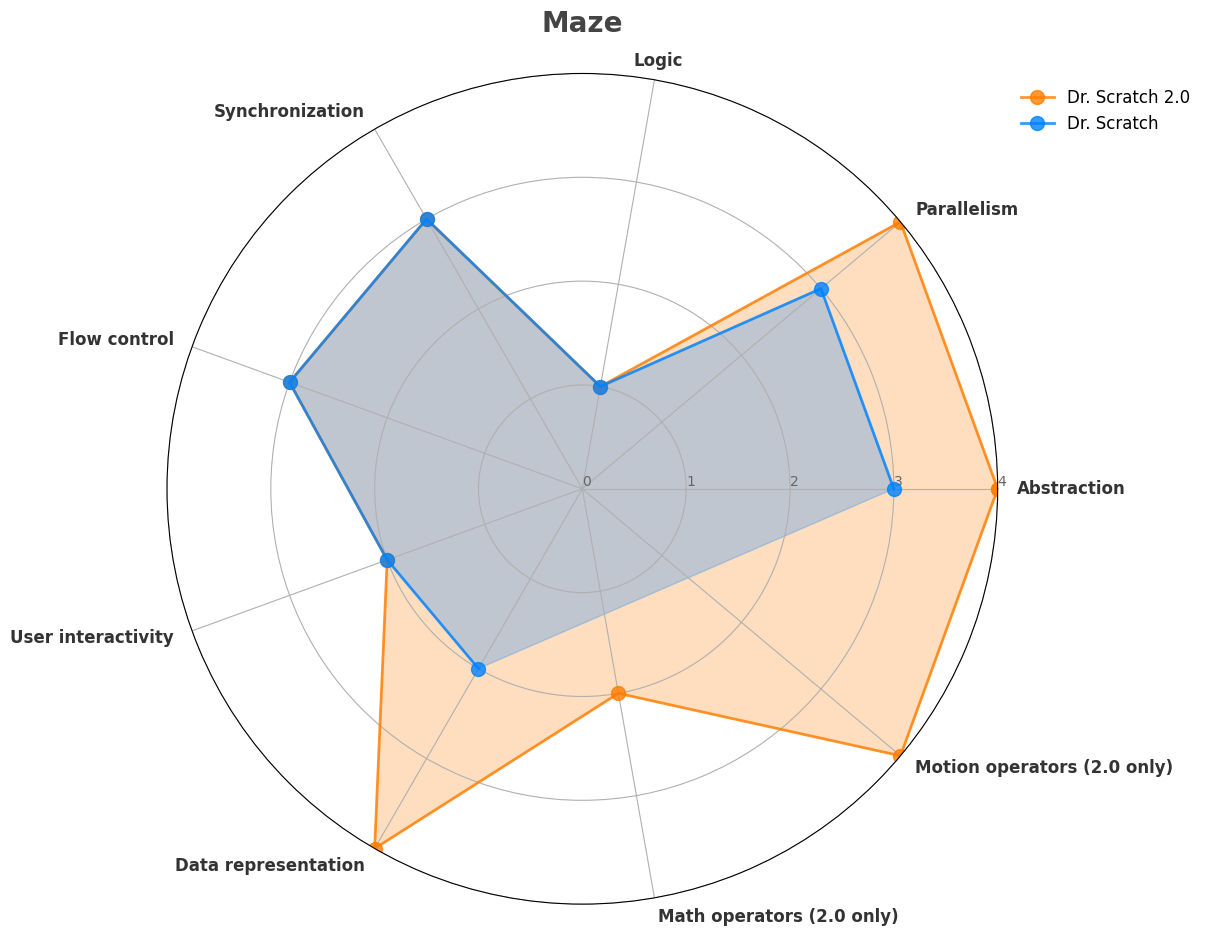 Maze
Logic
Dr. Scratch 2.0
Dr. Scratch
Synchronization
Parallelism
Flow control
0 1 2 3 4
Abstraction
User interactivity
Motion operators (2.0 only)
Data representation
Math operators (2.0 only)